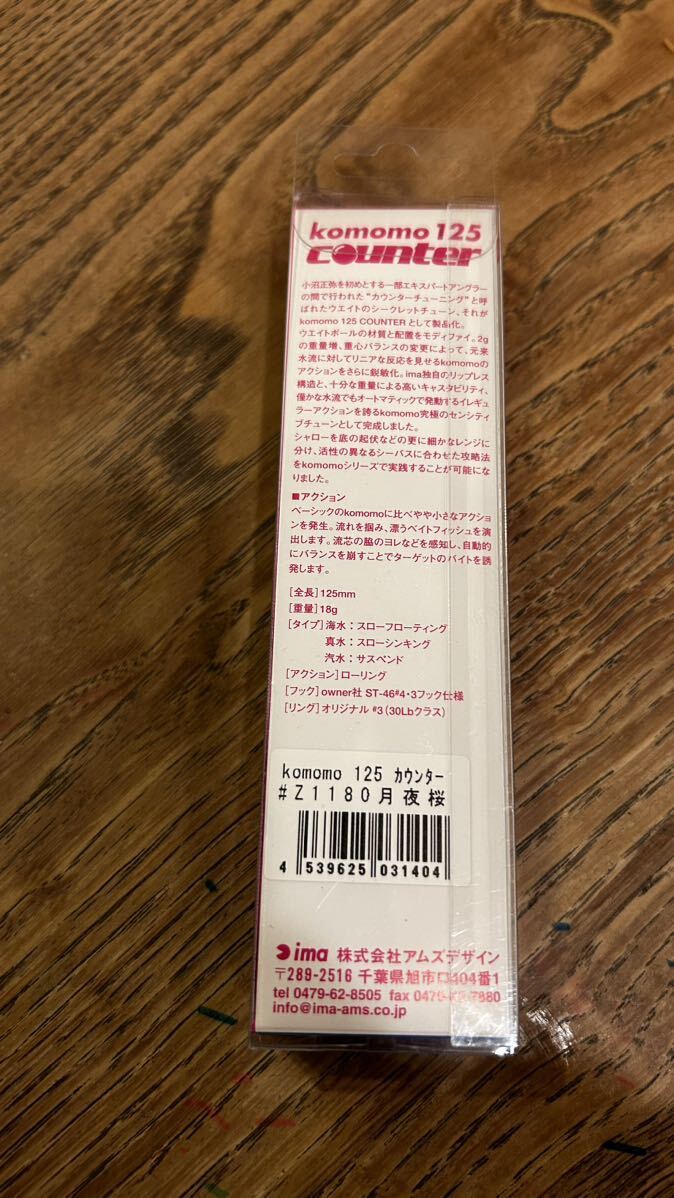 komomo 125
counter
小沼正弥を初めとする一部エキスパートアングラー
の間で行われた"カウンターチューニング"と呼
ばれたウエイトのシークレットチューン、それが
komomo 125 COUNTER として製品化。
ウエイトボールの材質と配置をモディファイ。2g
の重量増、重心バランスの変更によって、元来
水流に対してリニアな反応を見せるkomomoの
アクションをさらに鋭敏化。ima独自のリップレス
構造と、十分な重量による高いキャスタビリティ、
僅かな水流でもオートマティックで発動するイレギュ
ラーアクションを誇るkomomo究極のセンシティ
ブチューンとして完成しました。
シャローを底の起伏などの更に細かなレンジに
分け、活性の異なるシーバスに合わせた攻略法
をkomomoシリーズで実践することが可能にな
りました。
■アクション
ベーシックのkomomoに比べやや小さなアクショ
ンを発生。流れを掴み、漂うベイトフィッシュを演
出します。流芯の脇のヨレなどを感知し、自動的
にバランスを崩すことでターゲットのバイトを誘
発します。
[全長]125mm
[重量]18g
[タイプ]海水:スローフローティング
真水:スローシンキング
汽水:サスペンド
[アクション]ローリング
[フック]owner社 ST-46#4・3フック仕様
[リング]オリジナル #3(30Lbクラス)
komomo 125 カウンター
#Z1180月夜桜
4 539625 031404
ima 株式会社アムズデザイン
〒289-2516 千葉県旭市ロ404番1
tel 0479-62-8505 fax 0479-62-7880
info@ima-ams.co.jp